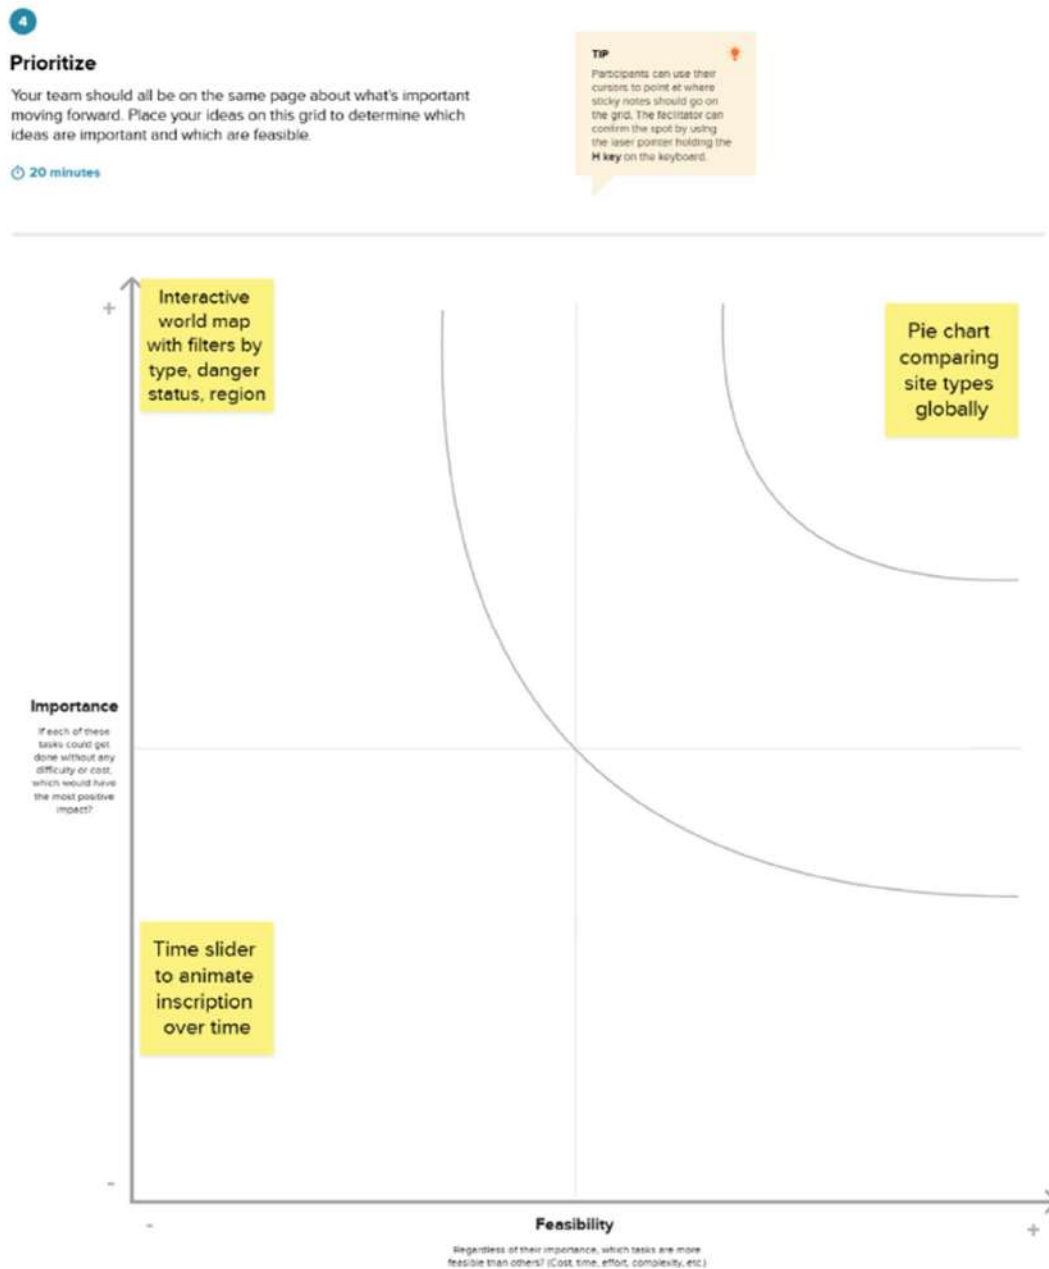 4
Prioritize
Your team should all be on the same page about what's important
moving forward. Place your ideas on this grid to determine which
ideas are important and which are feasible.
20 minutes
TIP
Participants can use their
cursors to point at where
sticky notes should go on
the grid. The facilitator can
confirm the spot by using
the laser pointer holding the
H key on the keyboard.
+
Interactive
world map
with filters by
type, danger
status, region
Pie chart
comparing
site types
globally
Importance
If each of these
tasks could get
done without any
difficulty or cost,
which would have
the most positive
impact?
Time slider
to animate
inscription
over time
-
-
Feasibility
+
Regardless of their importance, which tasks are more
feasible than others? (Cost, time, effort, complexity, etc.)